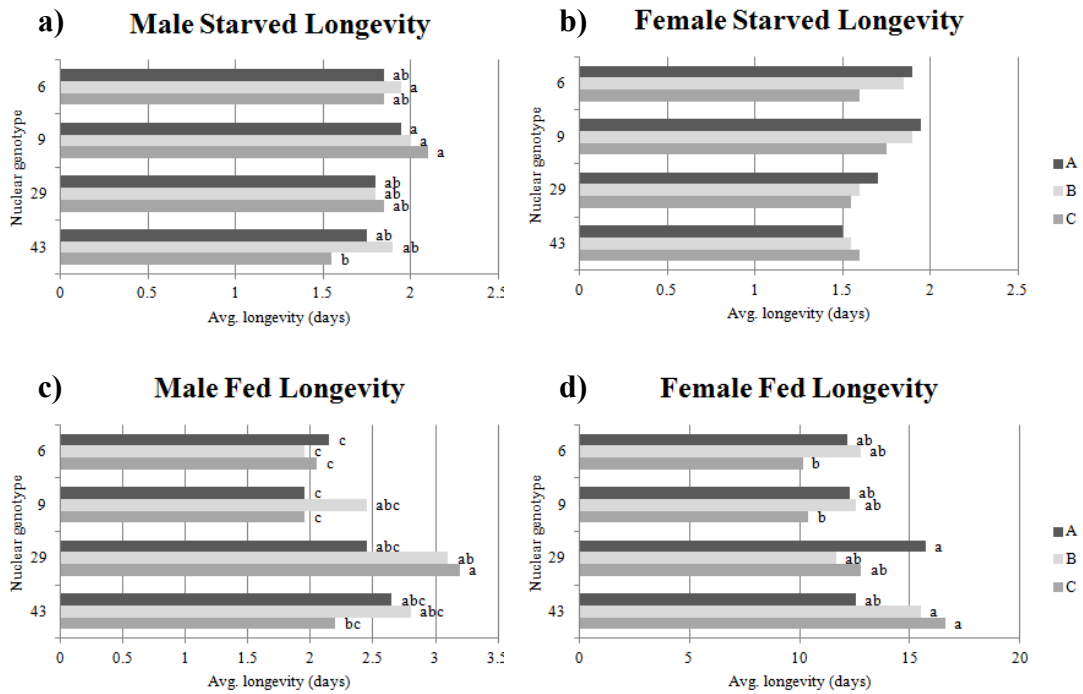 a) Male Starved Longevity
Nuclear genotype
6
ab
a
ab
9
a
a
a
29
ab
ab
ab
43
ab
ab
b
0 0.5 1 1.5 2 2.5
Avg. longevity (days)
b) Female Starved Longevity
Nuclear genotype
6
9
29
43
0 0.5 1 1.5 2 2.5
Avg. longevity (days)
A
B
C
c) Male Fed Longevity
Nuclear genotype
6
c
c
c
9
c
abc
c
29
abc
ab
a
43
abc
abc
bc
0 0.5 1 1.5 2 2.5 3 3.5
Avg. longevity (days)
d) Female Fed Longevity
Nuclear genotype
6
ab
ab
b
9
ab
ab
b
29
a
ab
ab
43
ab
a
a
0 5 10 15 20
Avg. longevity (days)
A
B
C